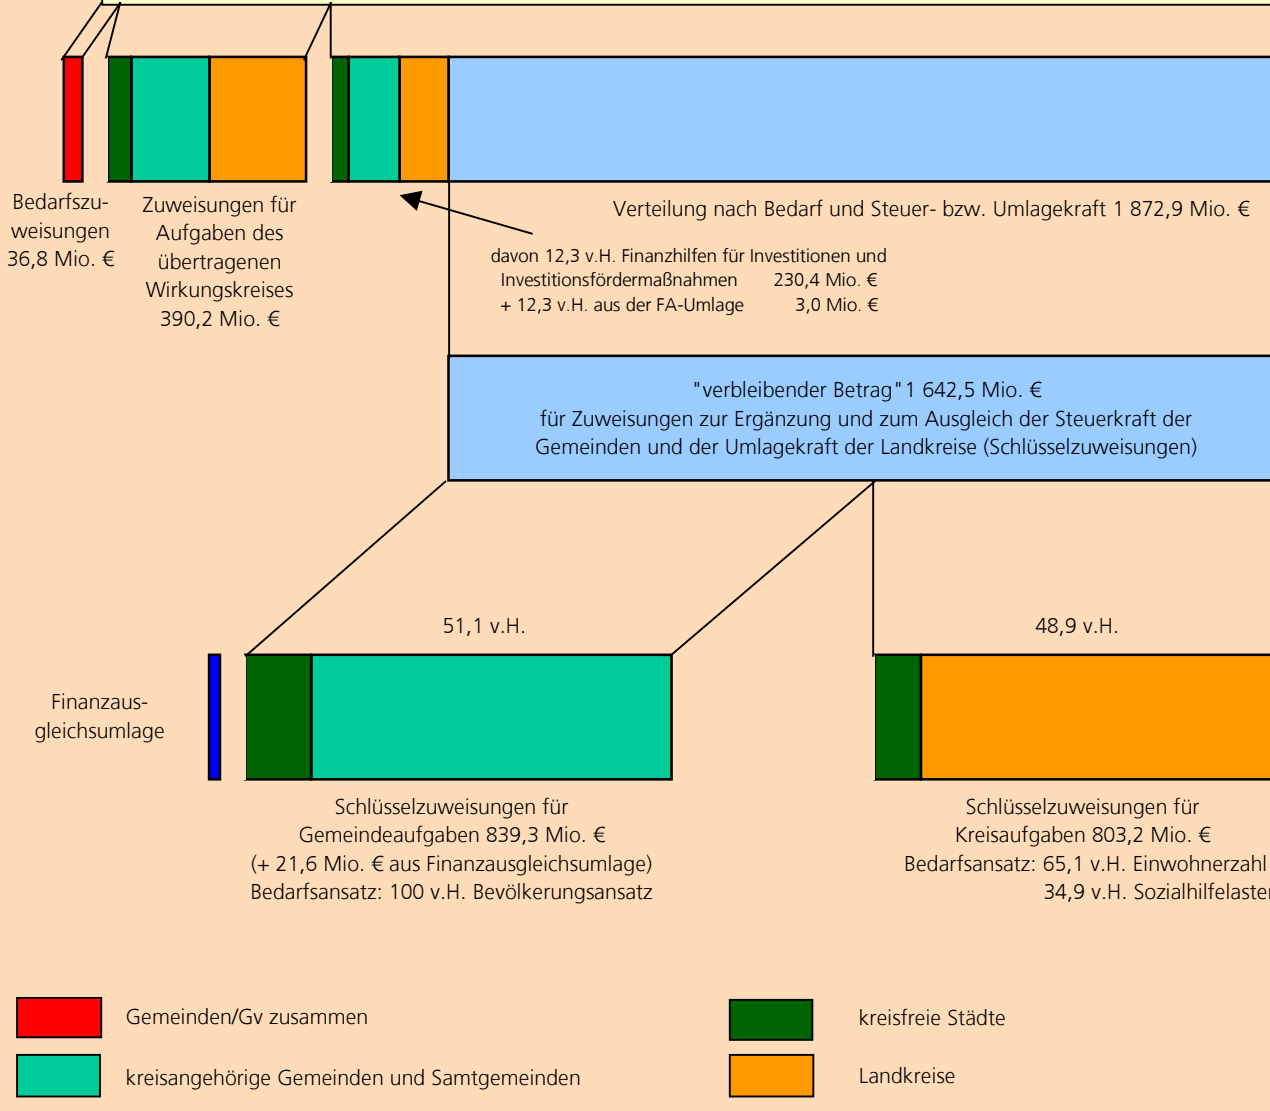 Bedarfszu-
weisungen
36,8 Mio. €
Zuweisungen für
Aufgaben des
übertragenen
Wirkungskreises
390,2 Mio. €
Verteilung nach Bedarf und Steuer- bzw. Umlagekraft 1 872,9 Mio. €
davon 12,3 v.H. Finanzhilfen für Investitionen und
Investitionsfördermaßnahmen 230,4 Mio. €
+ 12,3 v.H. aus der FA-Umlage 3,0 Mio. €
"verbleibender Betrag" 1 642,5 Mio. €
für Zuweisungen zur Ergänzung und zum Ausgleich der Steuerkraft der
Gemeinden und der Umlagekraft der Landkreise (Schlüsselzuweisungen)
51,1 v.H.
48,9 v.H.
Finanzaus-
gleichsumlage
Schlüsselzuweisungen für
Gemeindeaufgaben 839,3 Mio. €
(+ 21,6 Mio. € aus Finanzausgleichsumlage)
Bedarfsansatz: 100 v.H. Bevölkerungsansatz
Schlüsselzuweisungen für
Kreisaufgaben 803,2 Mio. €
Bedarfsansatz: 65,1 v.H. Einwohnerzahl
34,9 v.H. Sozialhilfelasten
Gemeinden/Gv zusammen
kreisfreie Städte
kreisangehörige Gemeinden und Samtgemeinden
Landkreise